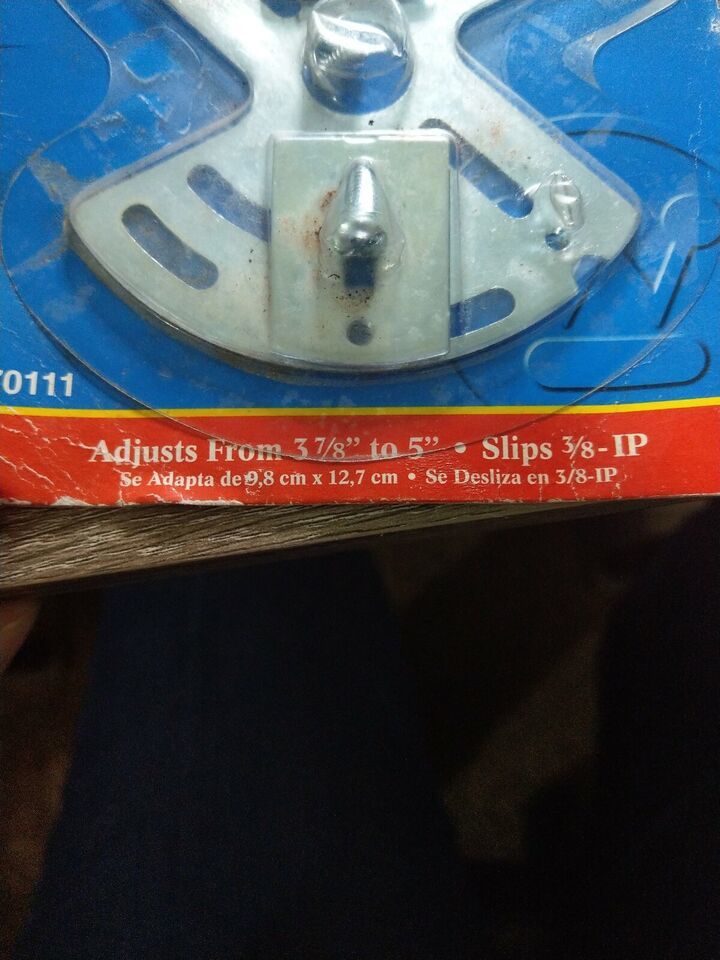 70111
Adjusts From 3 7/8” to 5” • Slips 3/8-IP
Se Adapta de 9,8 cm x 12,7 cm • Se Desliza en 3/8-IP